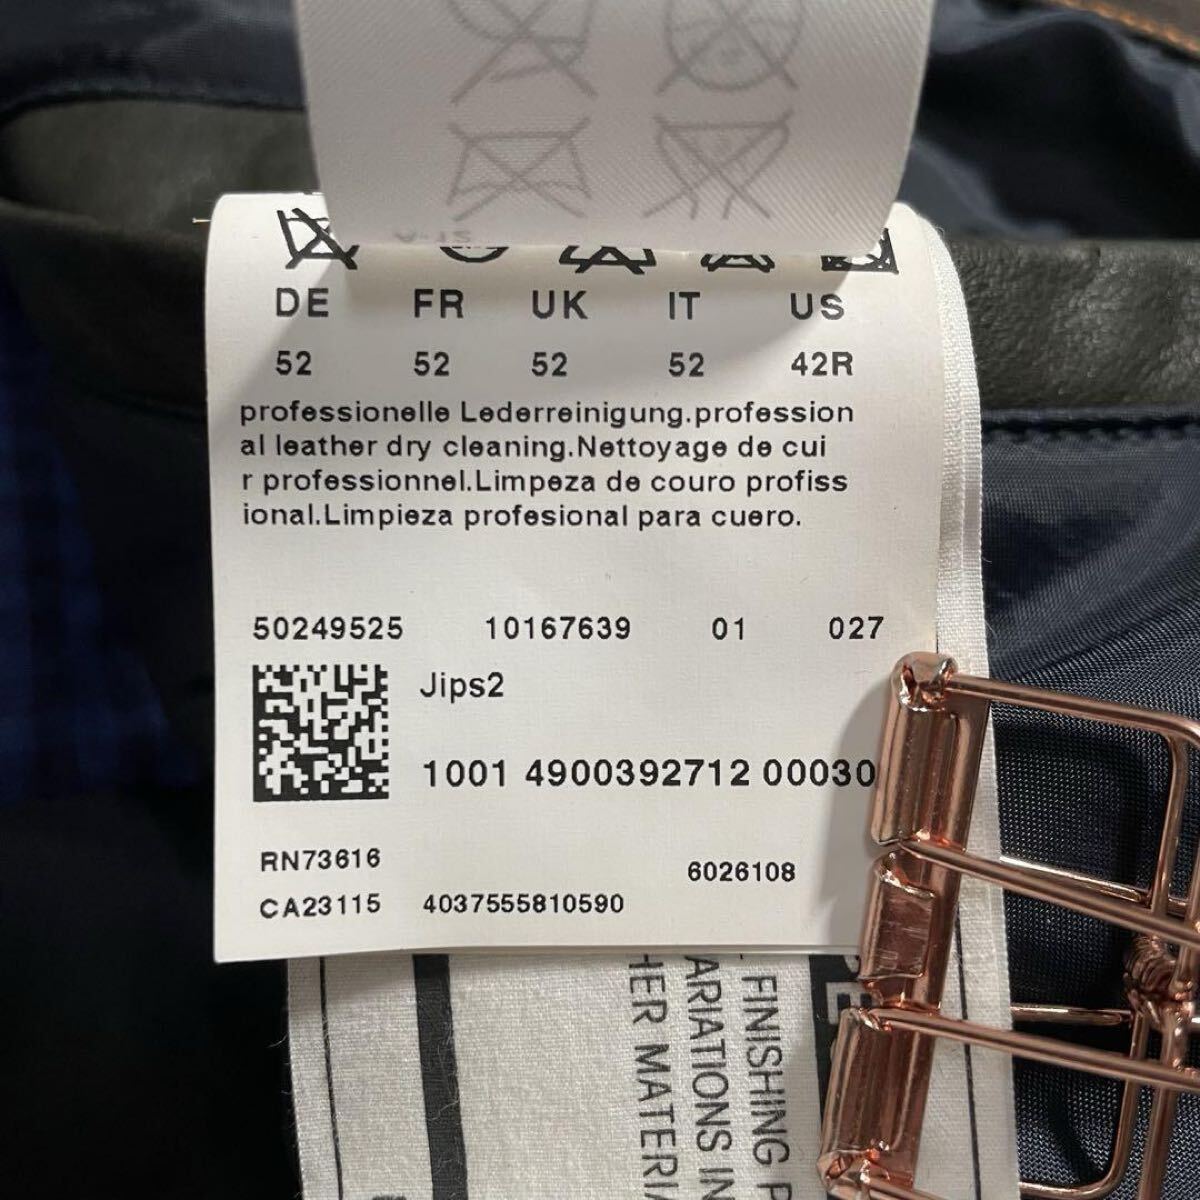 DE FR UK IT US
52 52 52 52 42R
professionelle Lederreinigung.profession
al leather dry cleaning.Nettoyage de cui
r professionnel.Limpeza de couro profiss
ional.Limpieza profesional para cuero.
50249525 10167639 01 027
Jips2
1001 4900392712 00030
RN73616
6026108
CA23115 4037555810590
FINISHING P
ARIATIONS IN
HER MATERIA